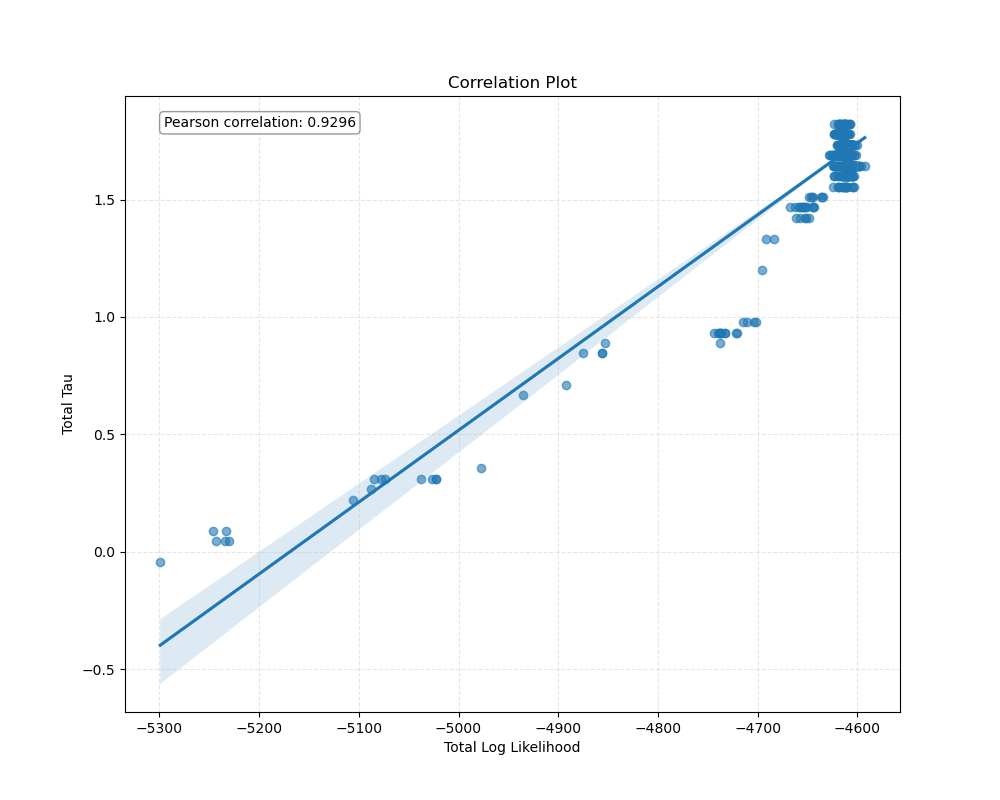 Correlation Plot
Pearson correlation: 0.9296
1.5
1.0
0.5
0.0
−0.5
Total Tau
−5300 −5200 −5100 −5000 −4900 −4800 −4700 −4600
Total Log Likelihood